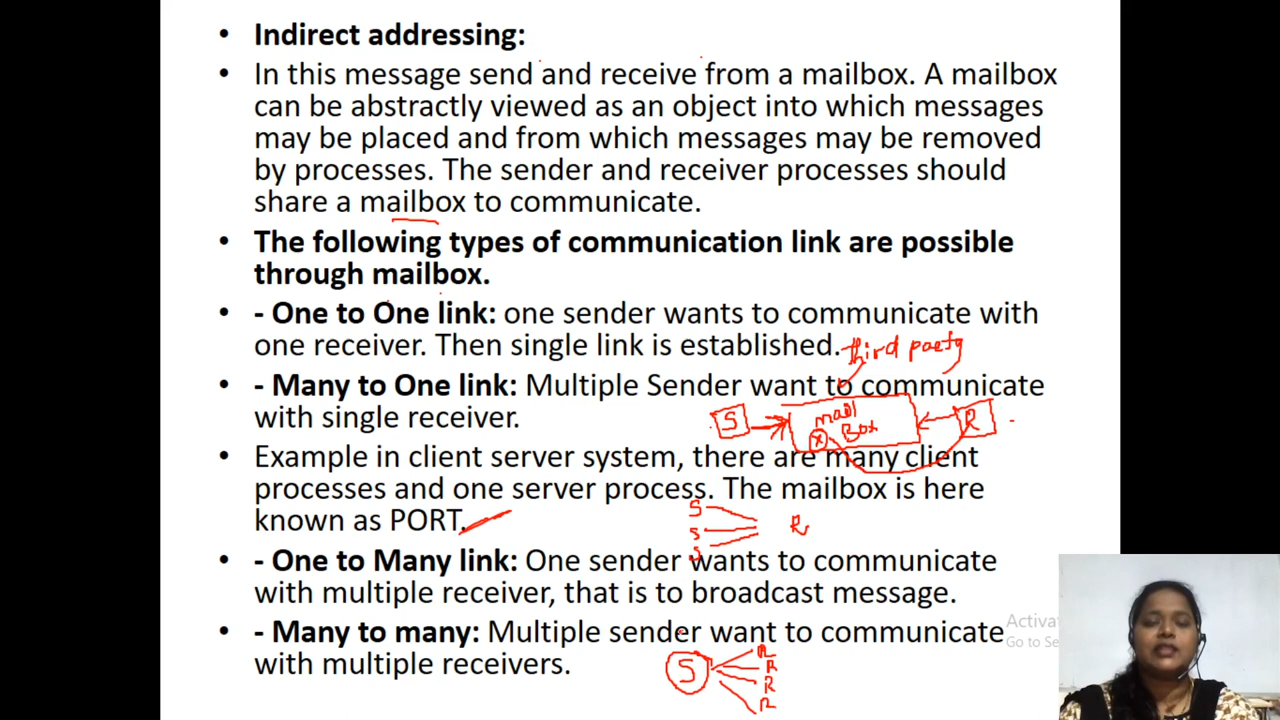 • Indirect addressing:
• In this message send and receive from a mailbox. A mailbox
can be abstractly viewed as an object into which messages
may be placed and from which messages may be removed
by processes. The sender and receiver processes should
share a mailbox to communicate.
• The following types of communication link are possible
through mailbox.
• - One to One link: one sender wants to communicate with
one receiver. Then single link is established.
third party
• - Many to One link: Multiple Sender want to communicate
with single receiver.
S
mail
Box
X
R
• Example in client server system, there are many client
processes and one server process. The mailbox is here
known as PORT.
S
S
S
R
• - One to Many link: One sender wants to communicate
with multiple receiver, that is to broadcast message.
• - Many to many: Multiple sender want to communicate
with multiple receivers.
S
R
R
R
R
Activat
Go to Se